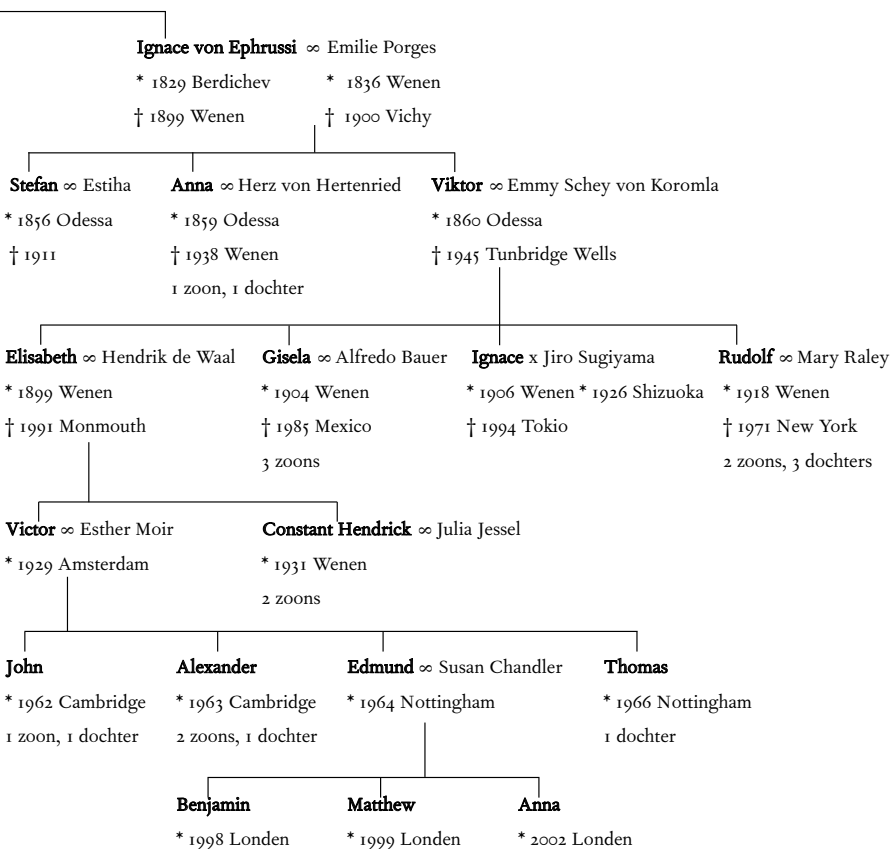 Ignace von Ephrussi ∞ Emilie Porges
* 1829 Berdichev * 1836 Wenen
† 1899 Wenen † 1900 Vichy
Stefan ∞ Estiha Anna ∞ Herz von Hertenried Viktor ∞ Emmy Schey von Koromla
* 1856 Odessa * 1859 Odessa * 1860 Odessa
† 1911 † 1938 Wenen † 1945 Tunbridge Wells
1 zoon, 1 dochter
Elisabeth ∞ Hendrik de Waal Gisela ∞ Alfredo Bauer Ignace x Jiro Sugiyama Rudolf ∞ Mary Raley
* 1899 Wenen * 1904 Wenen * 1906 Wenen * 1926 Shizuoka * 1918 Wenen
† 1991 Monmouth † 1985 Mexico † 1994 Tokio † 1971 New York
3 zoons 2 zoons, 3 dochters
Victor ∞ Esther Moir Constant Hendrick ∞ Julia Jessel
* 1929 Amsterdam * 1931 Wenen
2 zoons
John Alexander Edmund ∞ Susan Chandler Thomas
* 1962 Cambridge * 1963 Cambridge * 1964 Nottingham * 1966 Nottingham
1 zoon, 1 dochter 2 zoons, 1 dochter 1 dochter
Benjamin Matthew Anna
* 1998 Londen * 1999 Londen * 2002 Londen